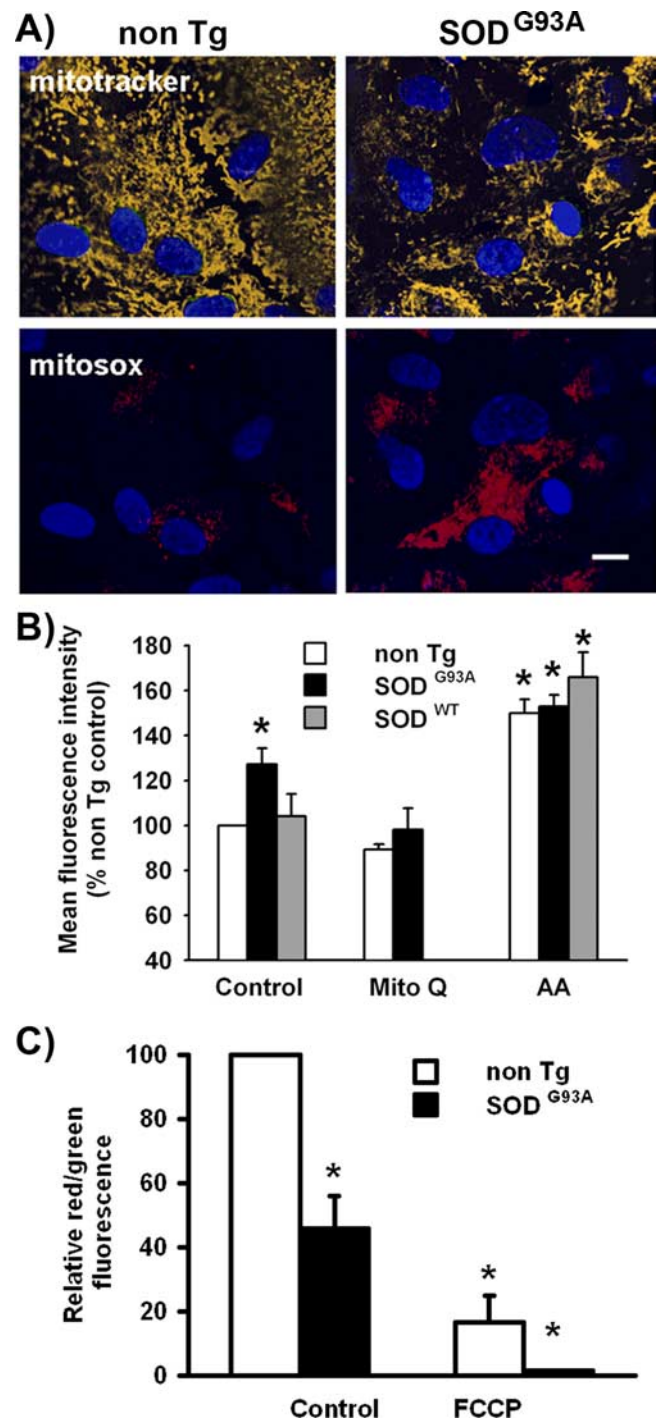 A) non Tg SOD G93A
mitotracker
mitosox
B)
Mean fluorescence intensity
(% non Tg control)
180
160
140
120
100
80
60
40
non Tg
SOD G93A
SOD WT
*
* * *
Control Mito Q AA
C)
Relative red/green
fluorescence
100
80
60
40
20
0
non Tg
SOD G93A
*
* *
Control FCCP